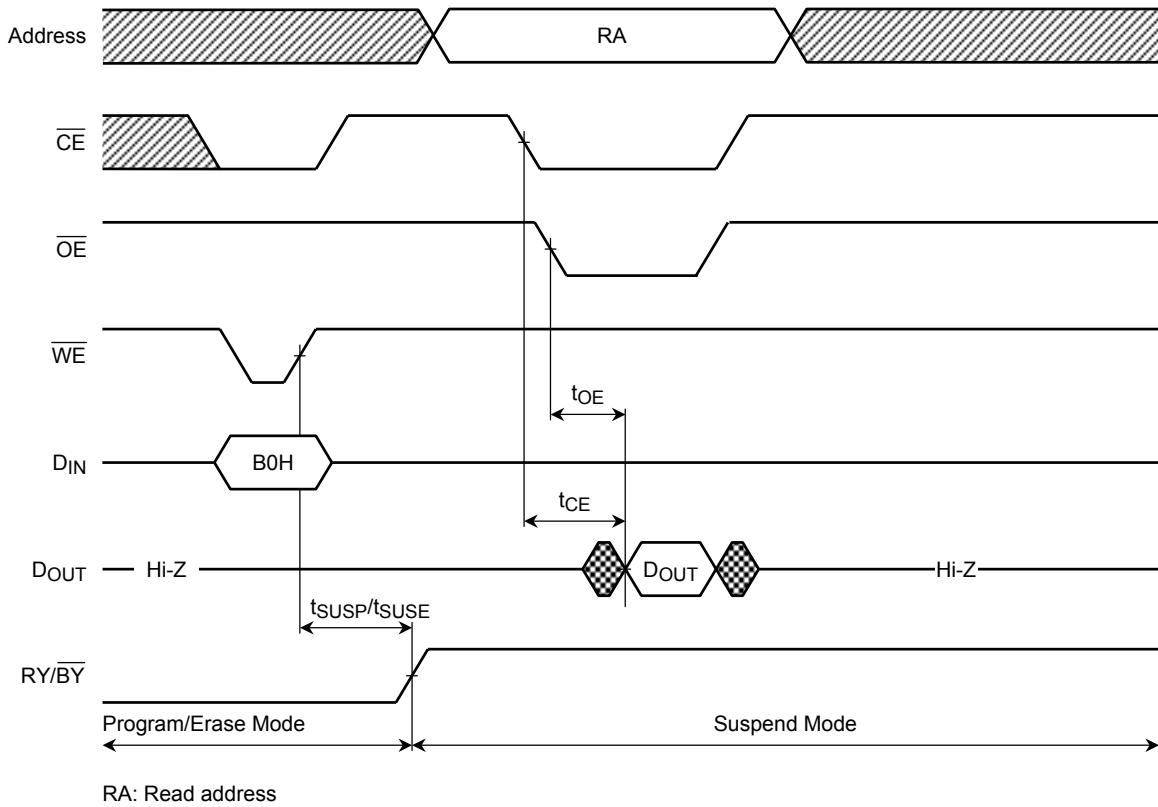 Address
RA
CE
OE
WE
tOE
DIN
B0H
tCE
DOUT
Hi-Z
DOUT
Hi-Z
tSUSP/tSUSE
RY/BY
Program/Erase Mode
Suspend Mode
RA: Read address